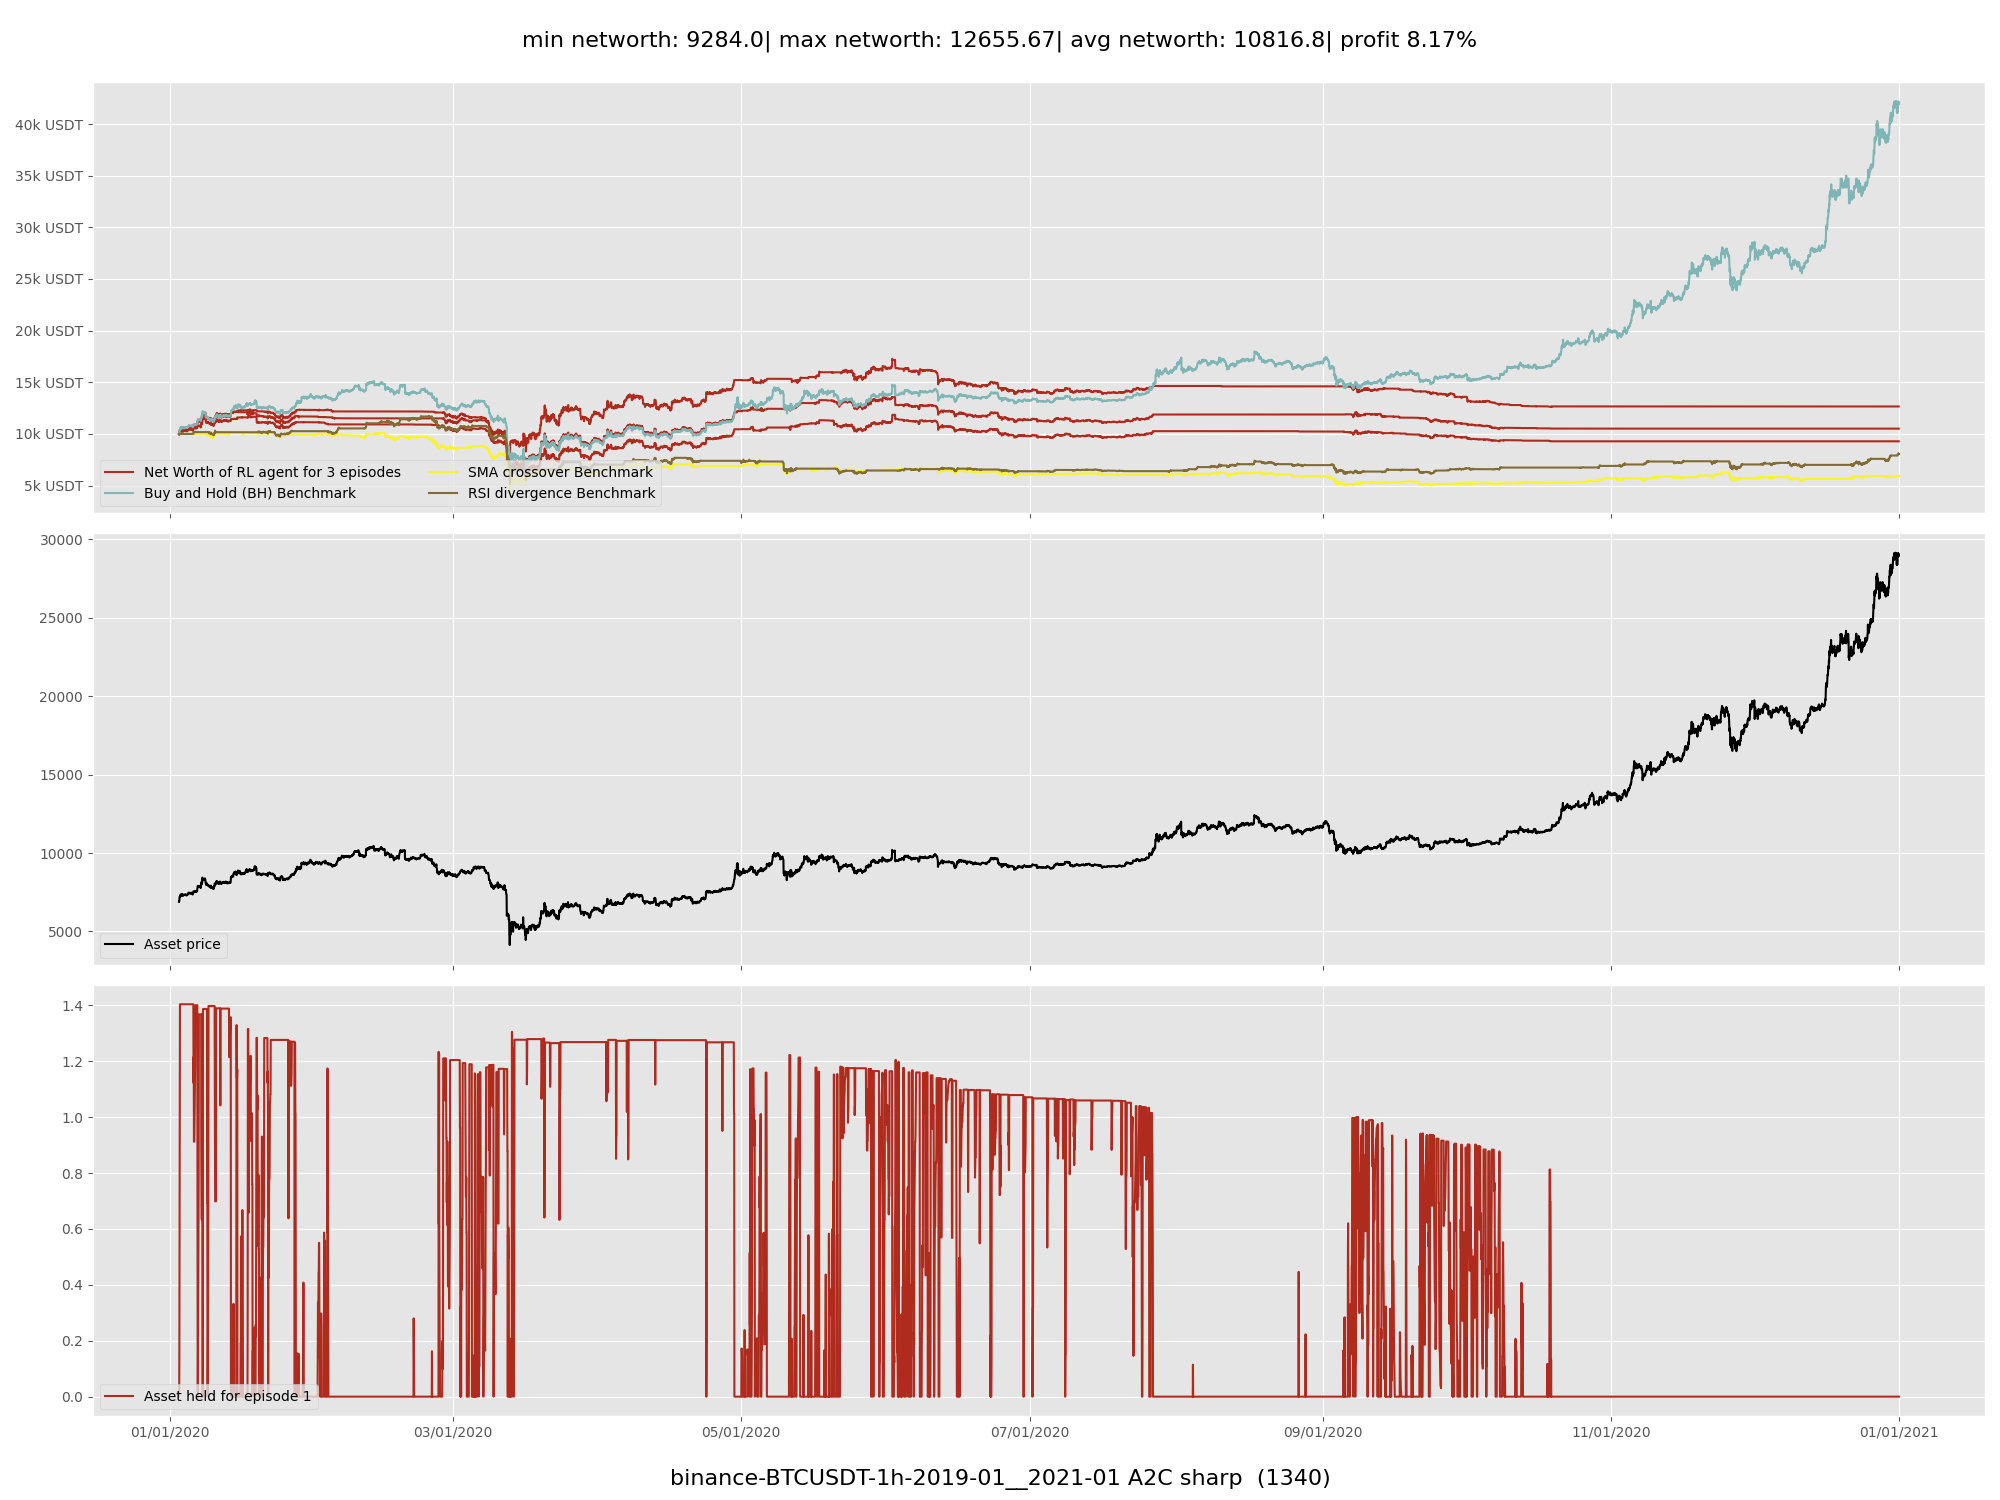 min networth: 9284.0| max networth: 12655.67| avg networth: 10816.8| profit 8.17%
40k USDT
35k USDT
30k USDT
25k USDT
20k USDT
15k USDT
10k USDT
5k USDT
Net Worth of RL agent for 3 episodes
Buy and Hold (BH) Benchmark
SMA crossover Benchmark
RSI divergence Benchmark
30000
25000
20000
15000
10000
5000
Asset price
1.4
1.2
1.0
0.8
0.6
0.4
0.2
0.0
Asset held for episode 1
01/01/2020 03/01/2020 05/01/2020 07/01/2020 09/01/2020 11/01/2020 01/01/2021
binance-BTCUSDT-1h-2019-01__2021-01 A2C sharp (1340)